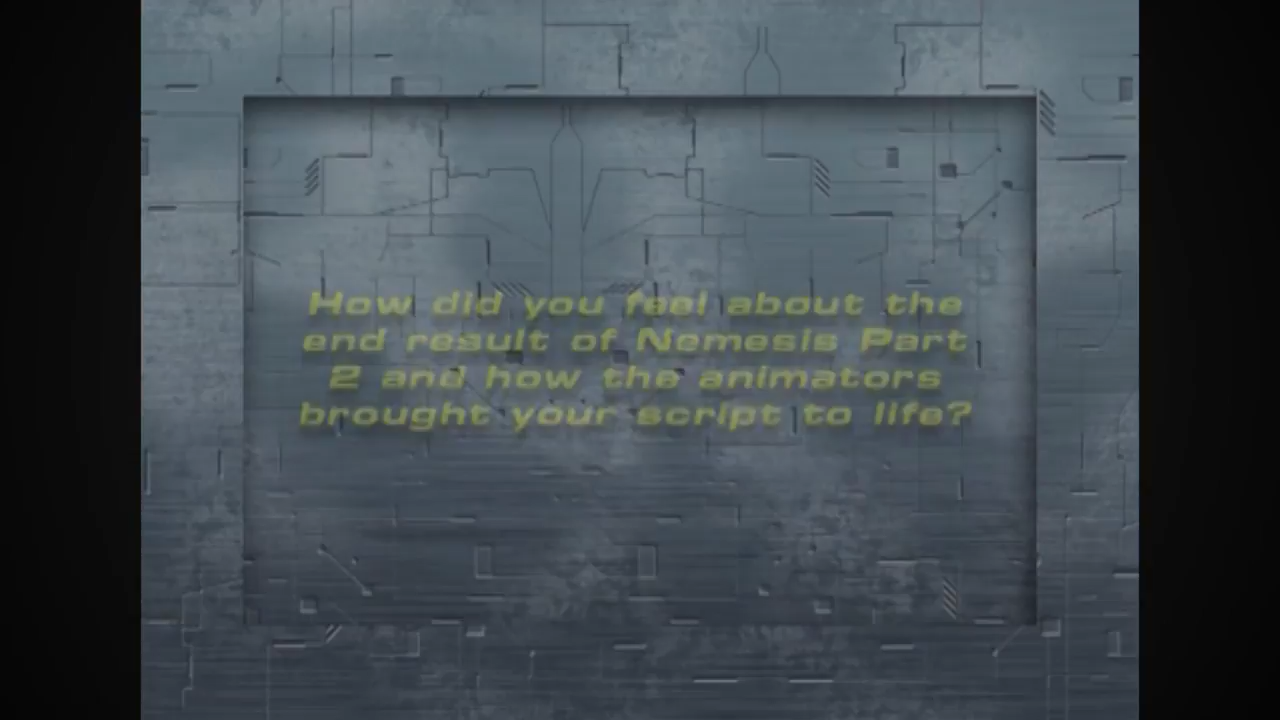 How did you feel about the
end result of Nemesis Part
2 and how the animators
brought your script to life?